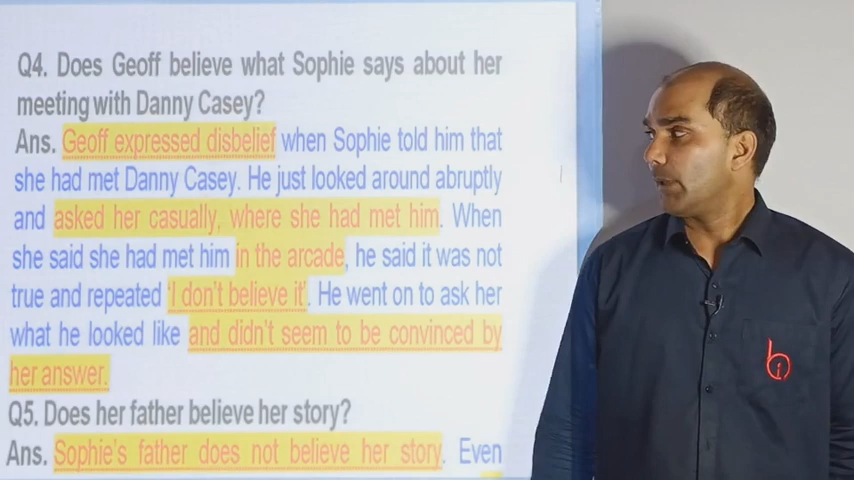 Q4. Does Geoff believe what Sophie says about her
meeting with Danny Casey?
Ans. Geoff expressed disbelief when Sophie told him that
she had met Danny Casey. He just looked around abruptly
and asked her casually, where she had met him. When
she said she had met him in the arcade, he said it was not
true and repeated 'I don't believe it'. He went on to ask her
what he looked like and didn't seem to be convinced by
her answer.
Q5. Does her father believe her story?
Ans. Sophie's father does not believe her story. Even
bi